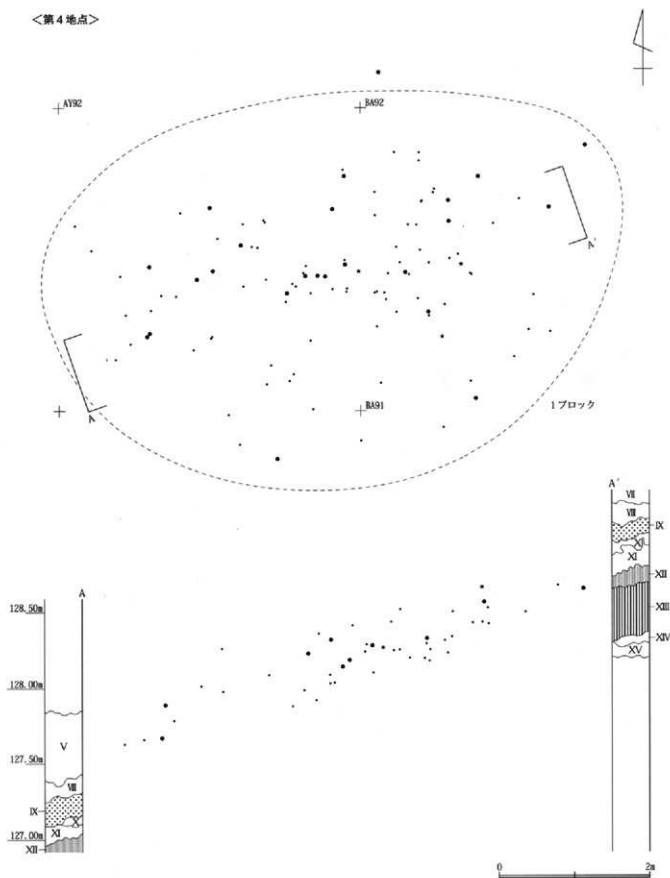 ＜第４地点＞
AY92
BA92
A'
A
BA91
1ブロック
A'
Ⅶ
Ⅷ
Ⅸ
Ⅺ
Ⅻ
XIII
XIV
XV
A
128.50m
128.00m
127.50m
127.00m
Ⅴ
Ⅷ
Ⅸ
Ⅹ
Ⅺ
Ⅻ
0
2m